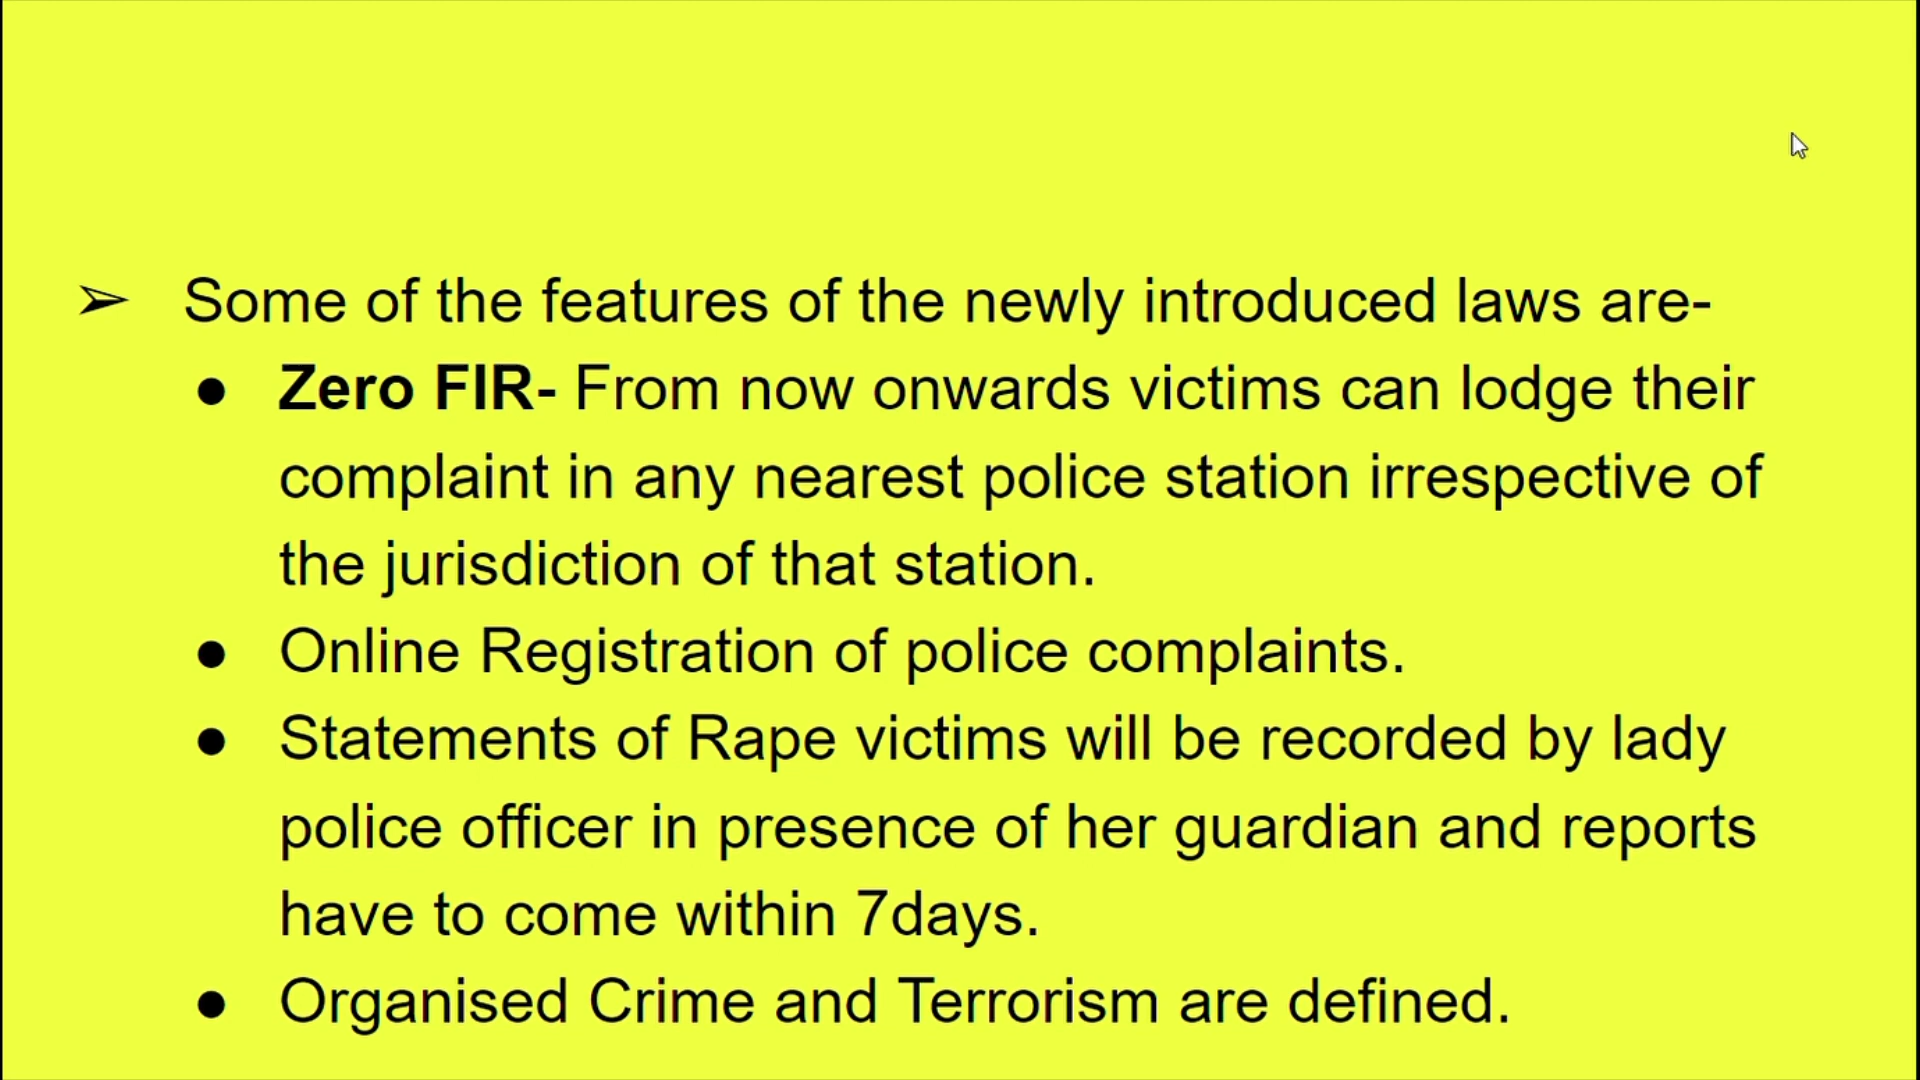 ➢ Some of the features of the newly introduced laws are-
● Zero FIR- From now onwards victims can lodge their
complaint in any nearest police station irrespective of
the jurisdiction of that station.
● Online Registration of police complaints.
● Statements of Rape victims will be recorded by lady
police officer in presence of her guardian and reports
have to come within 7days.
● Organised Crime and Terrorism are defined.